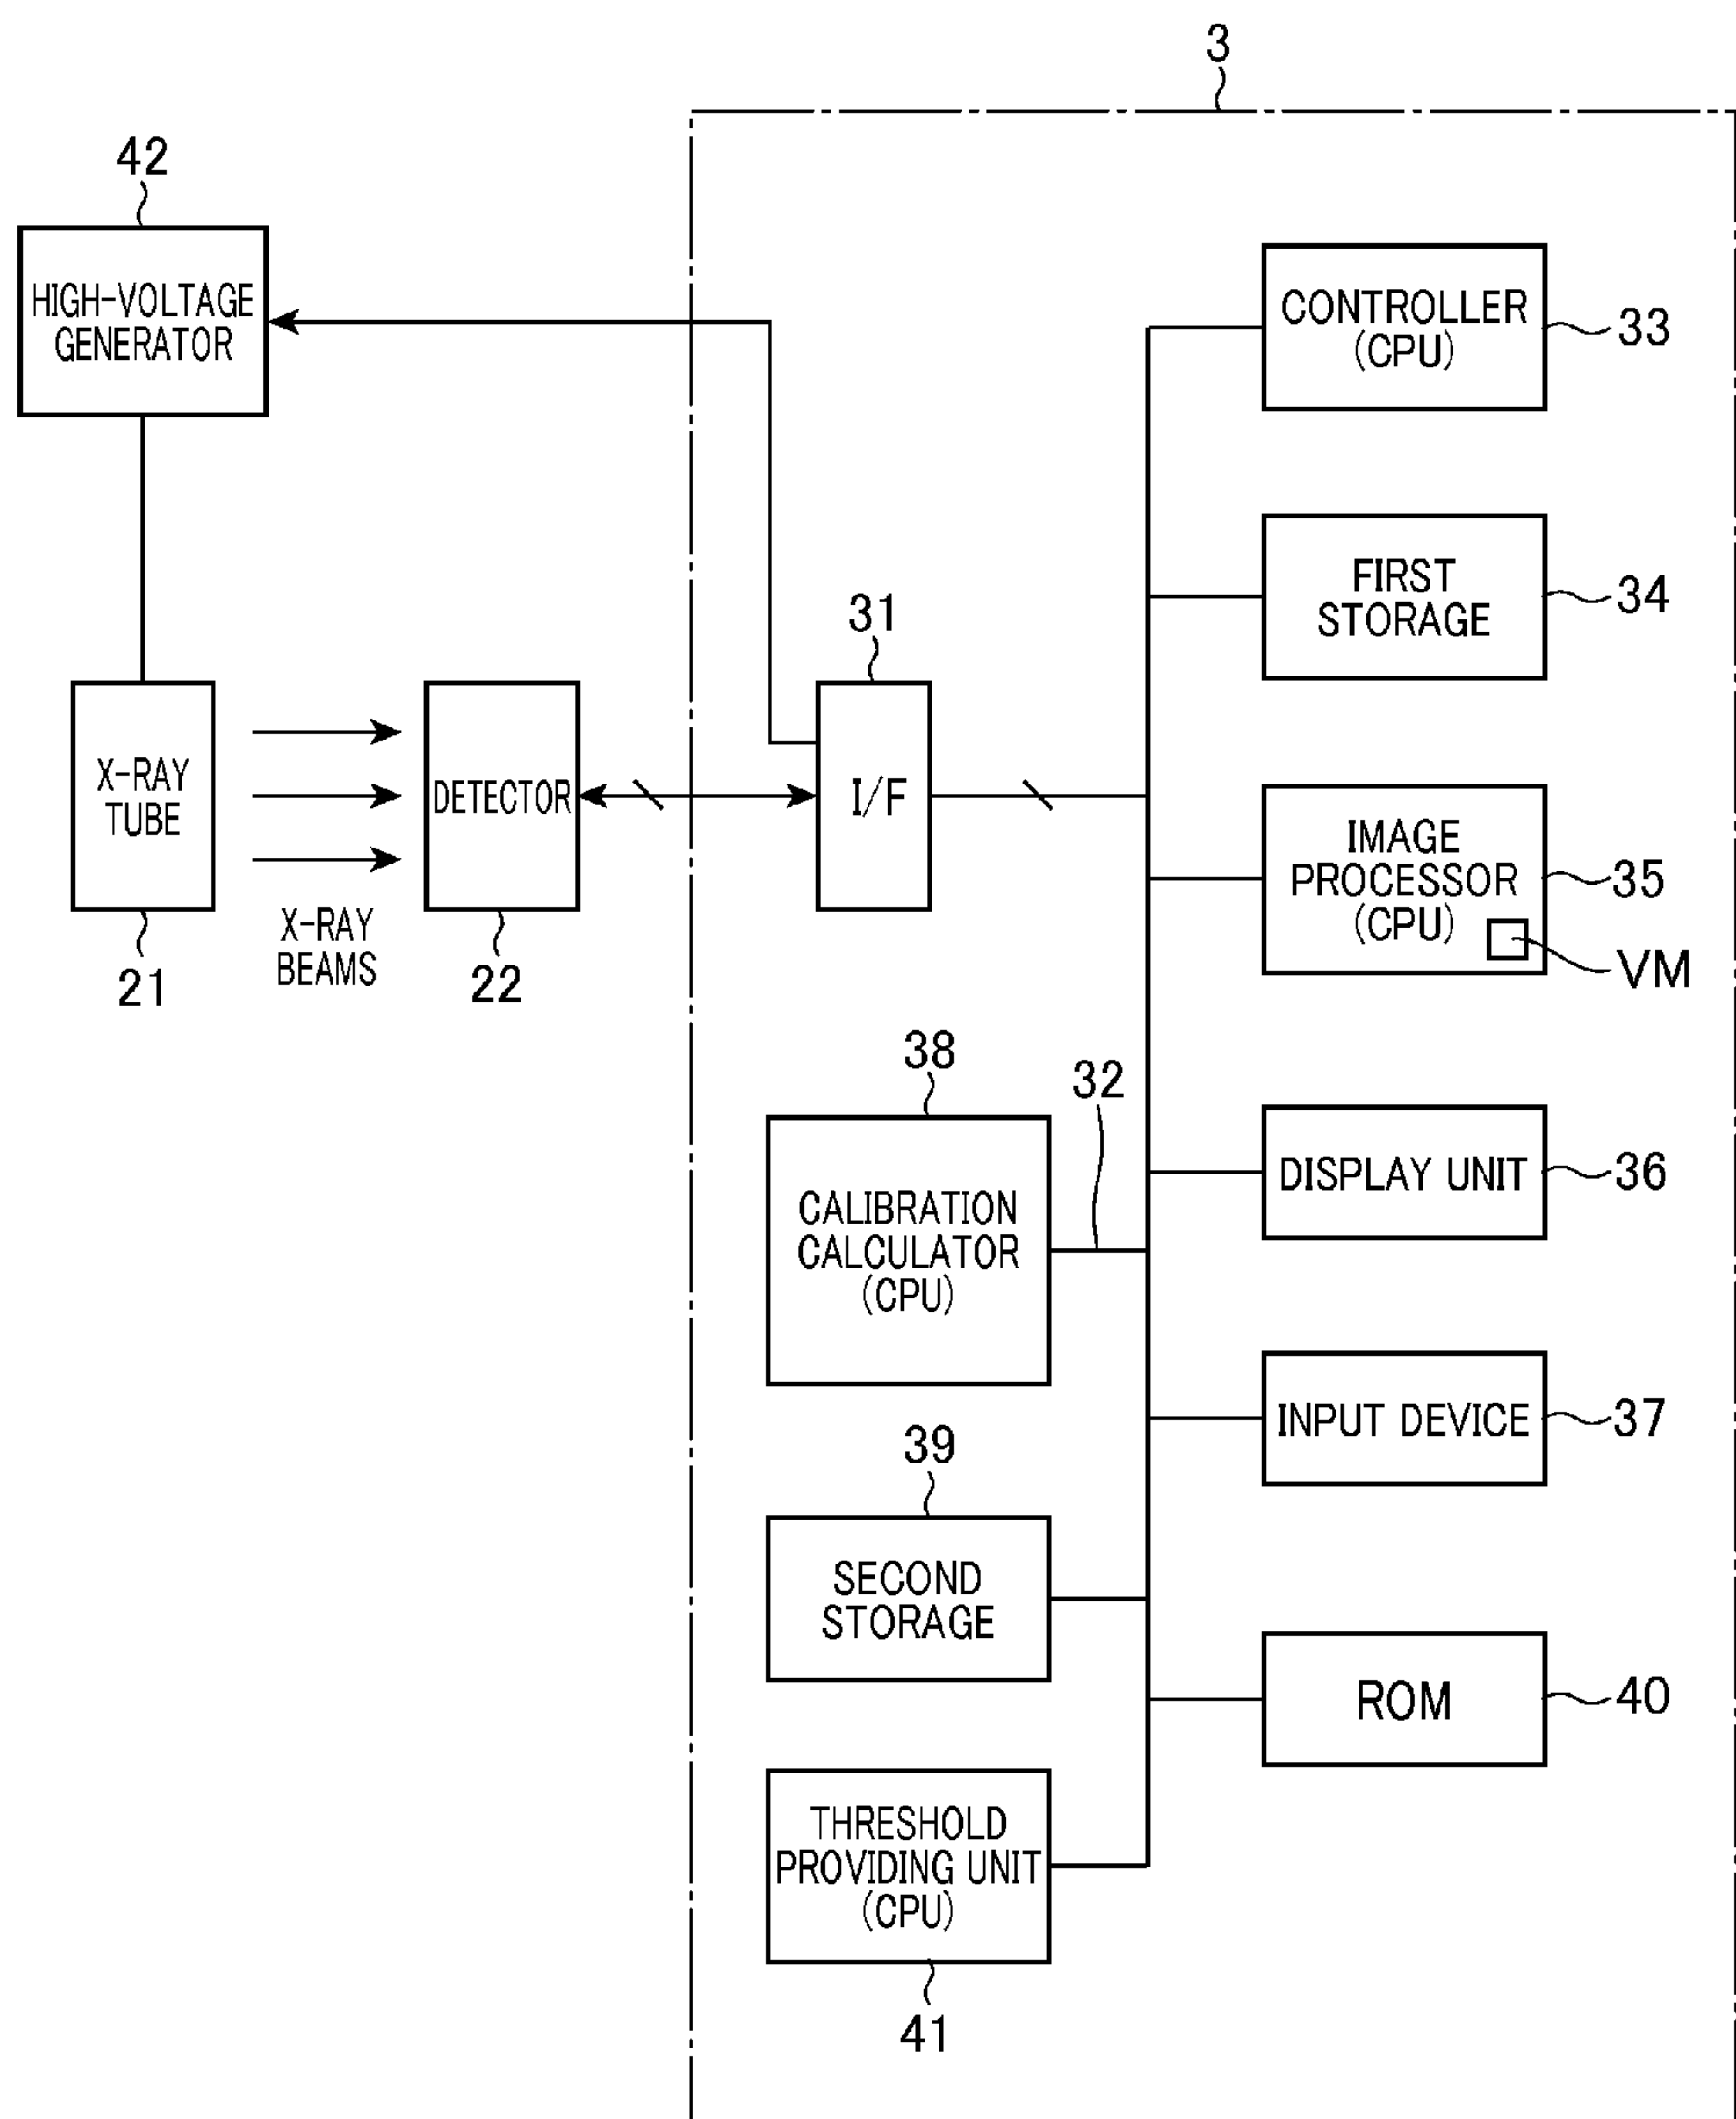 3
42
HIGH-VOLTAGE
GENERATOR
CONTROLLER
(CPU)
33
FIRST
STORAGE
34
31
X-RAY
TUBE
DETECTOR
I/F
IMAGE
PROCESSOR
(CPU)
35
VM
X-RAY
BEAMS
21
22
38
32
CALIBRATION
CALCULATOR
(CPU)
DISPLAY UNIT
36
INPUT DEVICE
37
39
SECOND
STORAGE
ROM
40
THRESHOLD
PROVIDING UNIT
(CPU)
41